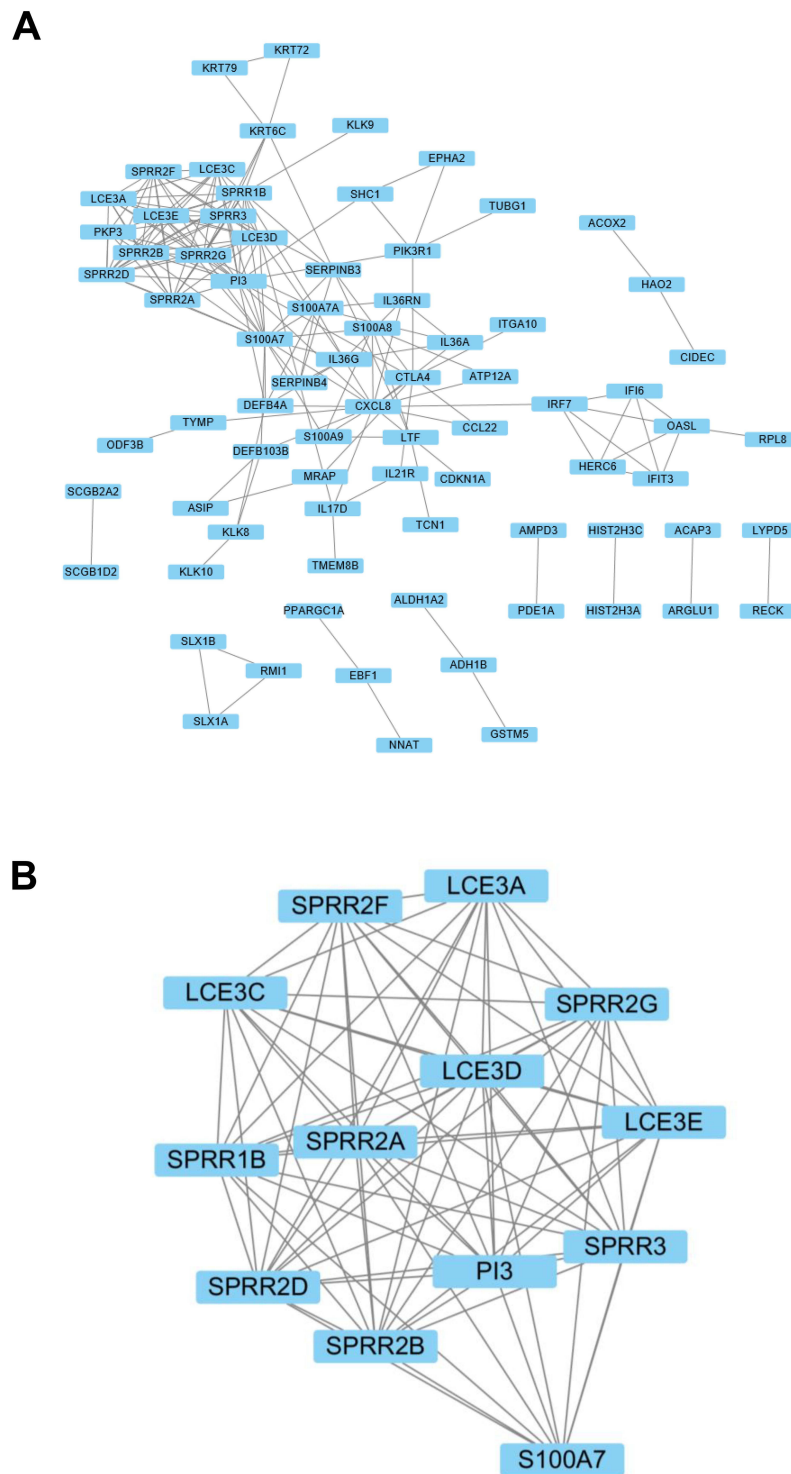 A
KRT72
KRT79
KRT6C
KLK9
SPRR2F
LCE3C
EPHA2
LCE3A
SPRR1B
SHC1
TUBG1
LCE3E
SPRR3
ACOX2
PKP3
LCE3D
SPRR2B
SPRR2G
PIK3R1
SPRR2D
PI3
SERPINB3
HAO2
SPRR2A
S100A7A
IL36RN
S100A7
S100A8
ITGA10
IL36A
IL36G
CIDEC
SERPINB4
CTLA4
ATP12A
IFI6
DEFB4A
CXCL8
IRF7
TYMP
CCL22
OASL
ODF3B
S100A9
LTF
RPL8
DEFB103B
HERC6
MRAP
IL21R
CDKN1A
IFIT3
SCGB2A2
ASIP
IL17D
TCN1
KLK8
AMPD3
HIST2H3C
ACAP3
LYPD5
SCGB1D2
KLK10
TMEM8B
PPARGC1A
ALDH1A2
PDE1A
HIST2H3A
ARGLU1
RECK
SLX1B
RMI1
EBF1
ADH1B
SLX1A
NNAT
GSTM5
B
LCE3A
SPRR2F
LCE3C
SPRR2G
LCE3D
LCE3E
SPRR2A
SPRR1B
SPRR3
PI3
SPRR2D
SPRR2B
S100A7